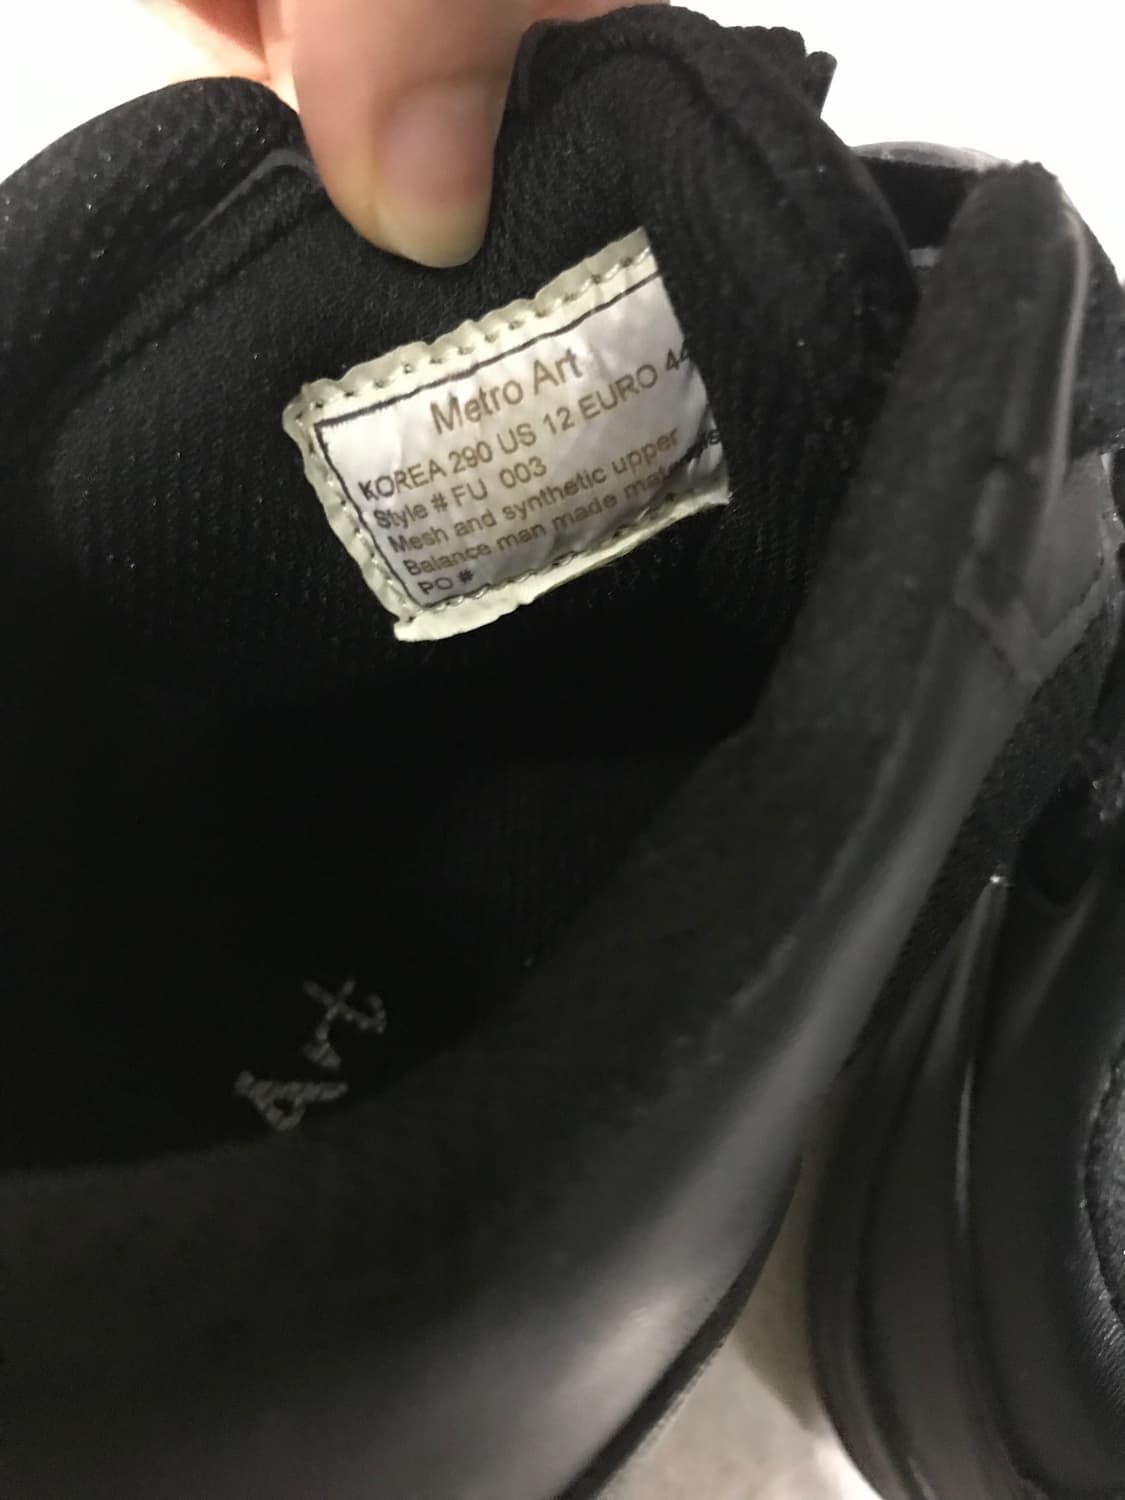 Metro Art
KOREA 290 US 12 EURO 44
Style # FU 003
Mesh and synthetic upper
Balance man made materials
PO #